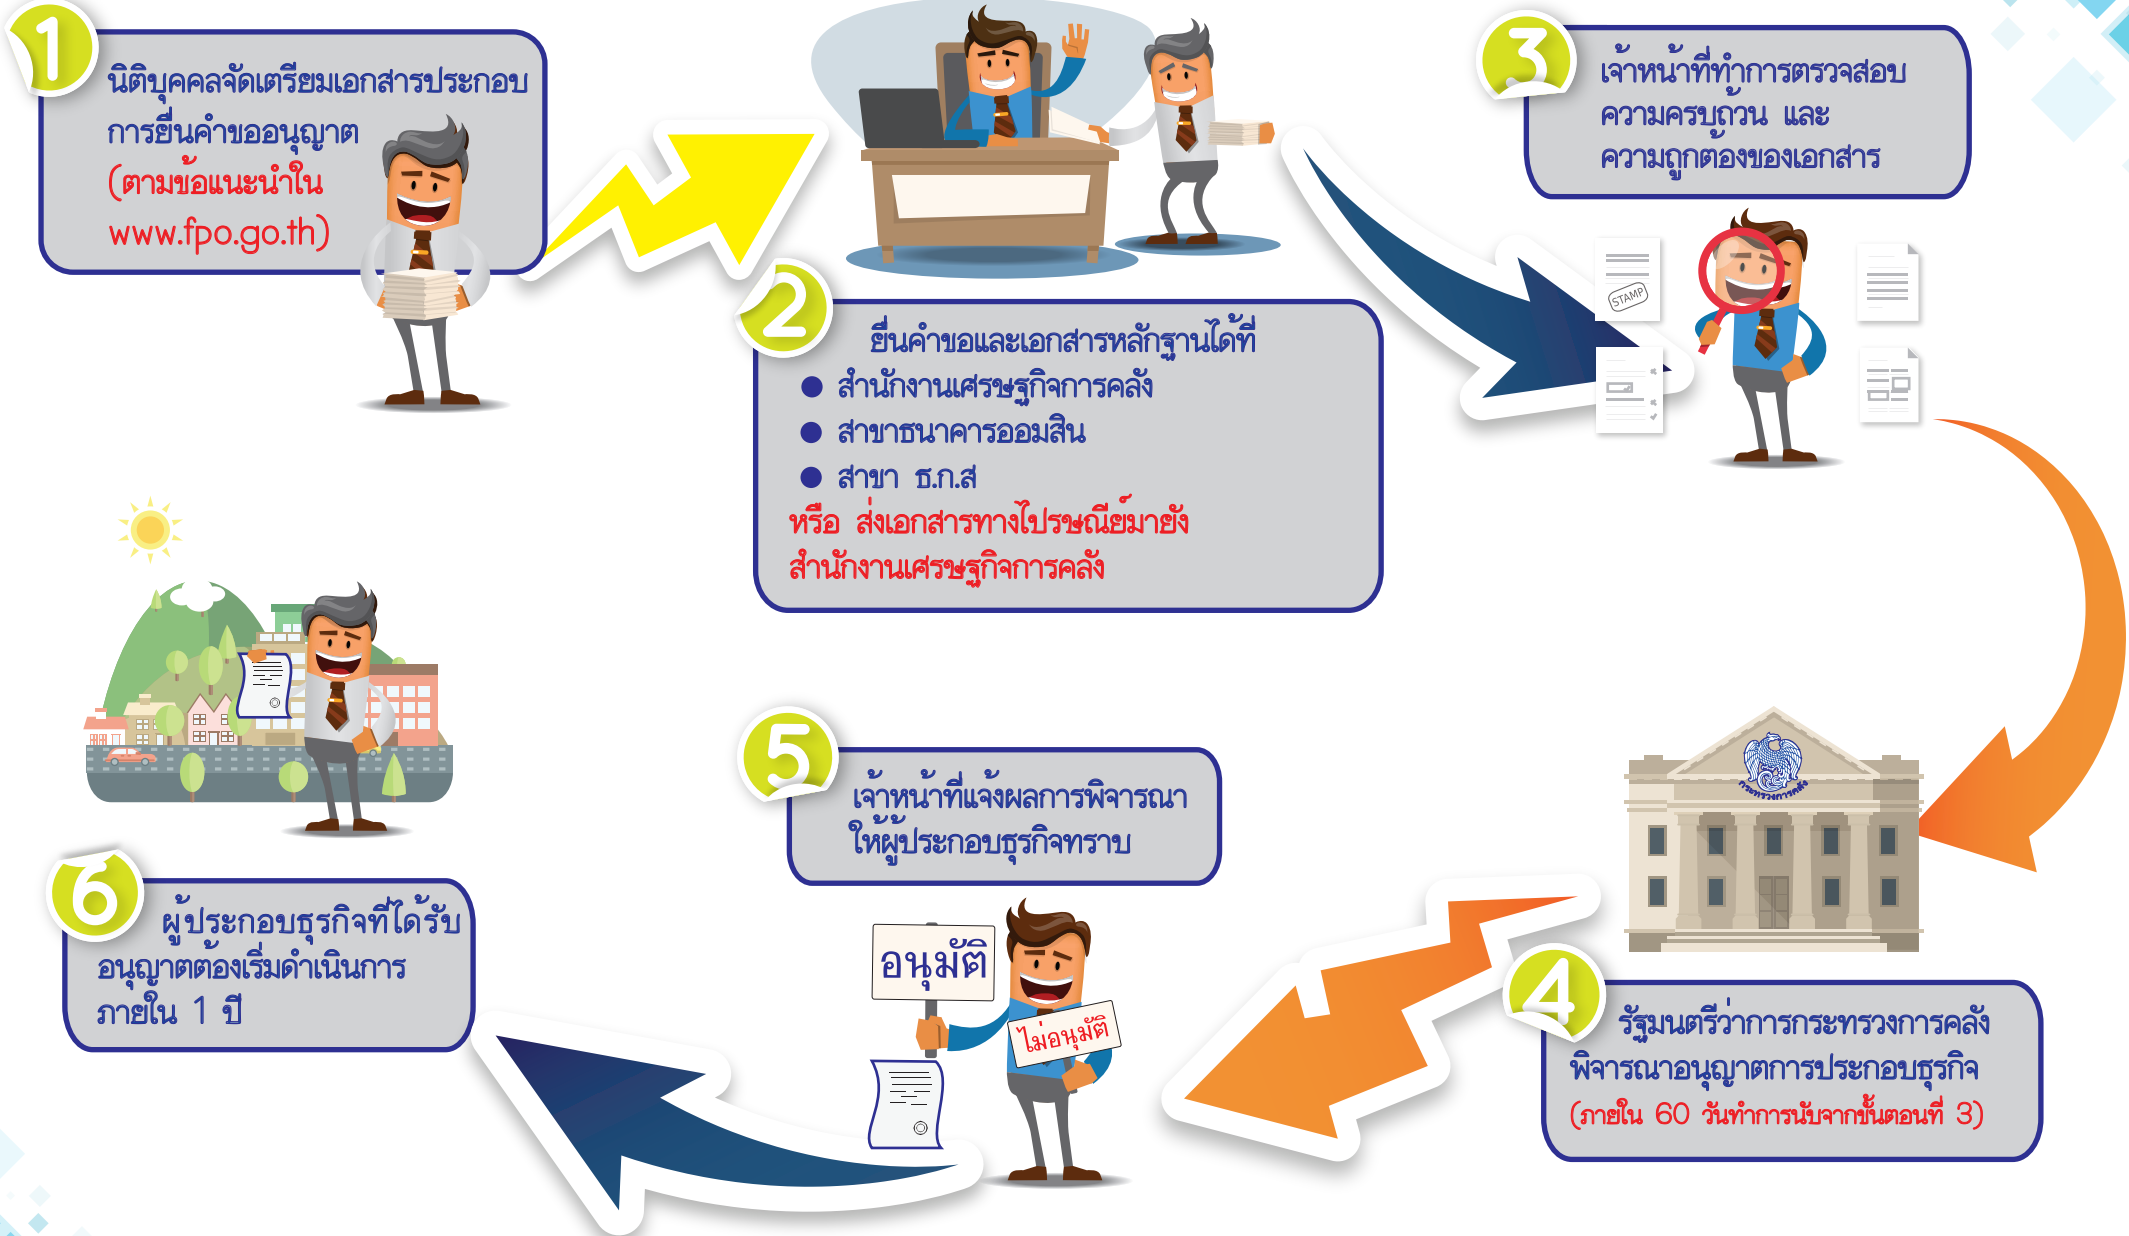 1
นิติบุคคลจัดเตรียมเอกสารประกอบ
การยื่นคำขออนุญาต
(ตามข้อแนะนำใน
www.fpo.go.th)
2
ยื่นคำขอและเอกสารหลักฐานได้ที่
● สำนักงานเศรษฐกิจการคลัง
● สาขาธนาคารออมสิน
● สาขา ธ.ก.ส
หรือ ส่งเอกสารทางไปรษณีย์มายัง
สำนักงานเศรษฐกิจการคลัง
3
เจ้าหน้าที่ทำการตรวจสอบ
ความครบถ้วน และ
ความถูกต้องของเอกสาร
STAMP
กระทรวงการคลัง
4
รัฐมนตรีว่าการกระทรวงการคลัง
พิจารณาอนุญาตการประกอบธุรกิจ
(ภายใน 60 วันทำการนับจากขั้นตอนที่ 3)
5
เจ้าหน้าที่แจ้งผลการพิจารณา
ให้ผู้ประกอบธุรกิจทราบ
อนุมัติ
ไม่อนุมัติ
6
ผู้ประกอบธุรกิจที่ได้รับ
อนุญาตต้องเริ่มดำเนินการ
ภายใน 1 ปี